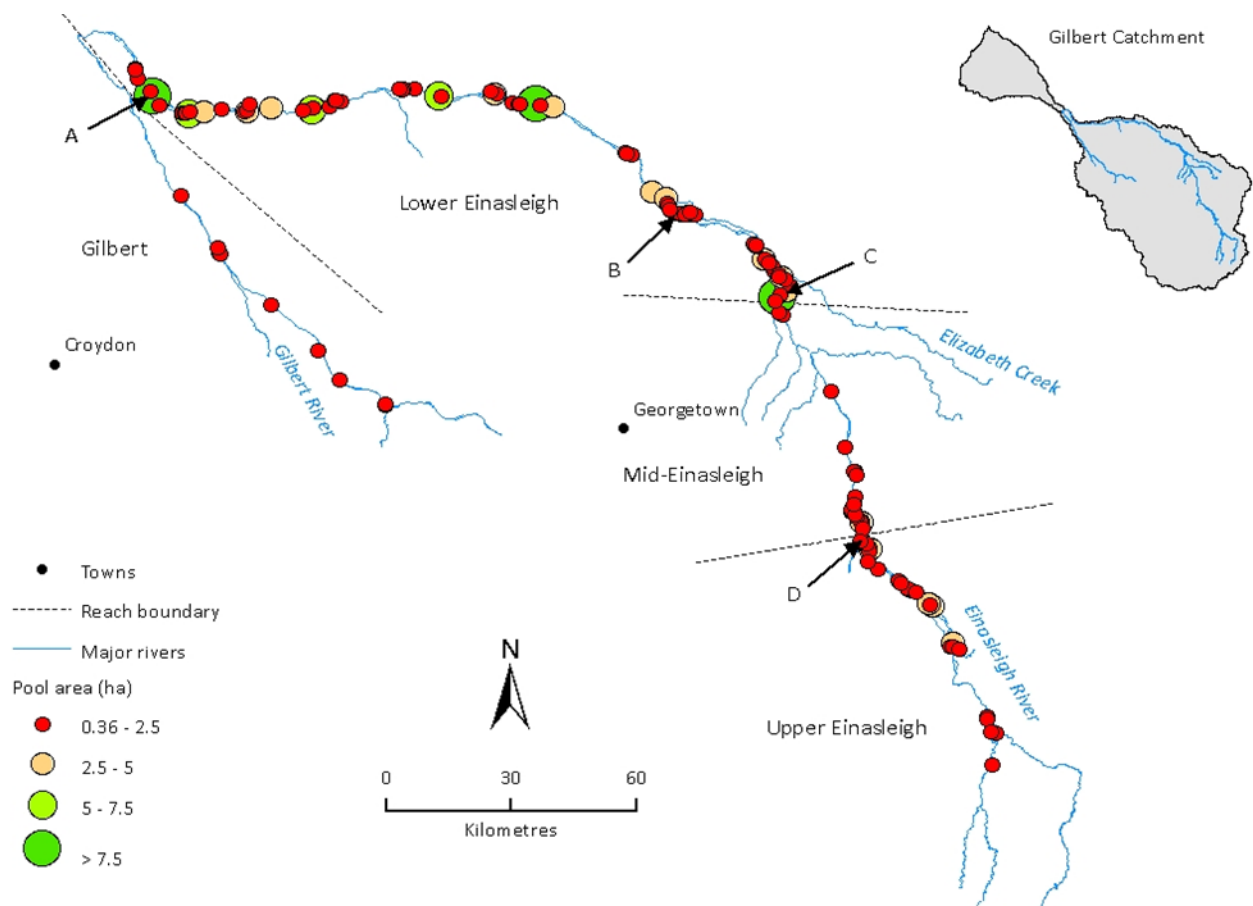 Gilbert Catchment
A
Lower Einasleigh
Gilbert
B
C
Croydon
Gilbert River
Elizabeth Creek
Georgetown
Mid-Einasleigh
D
Einasleigh River
Upper Einasleigh
Towns
Reach boundary
Major rivers
Pool area (ha)
0.36 - 2.5
2.5 - 5
5 - 7.5
> 7.5
N
0 30 60
Kilometres